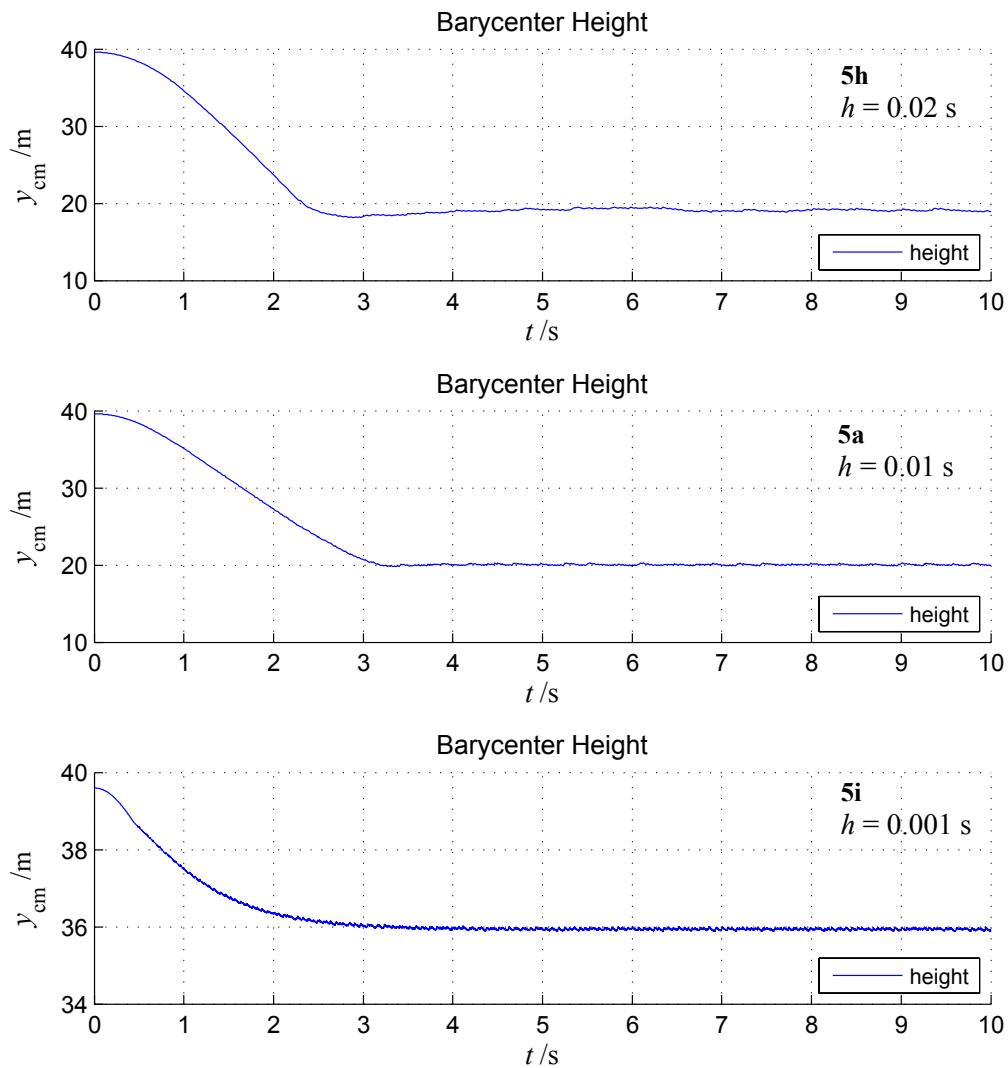 Barycenter Height
40
30
20
10
y cm /m
5h
h = 0.02 s
height
0 1 2 3 4 5 6 7 8 9 10
t /s
Barycenter Height
40
30
20
10
y cm /m
5a
h = 0.01 s
height
0 1 2 3 4 5 6 7 8 9 10
t /s
Barycenter Height
40
38
36
34
y cm /m
5i
h = 0.001 s
height
0 1 2 3 4 5 6 7 8 9 10
t /s